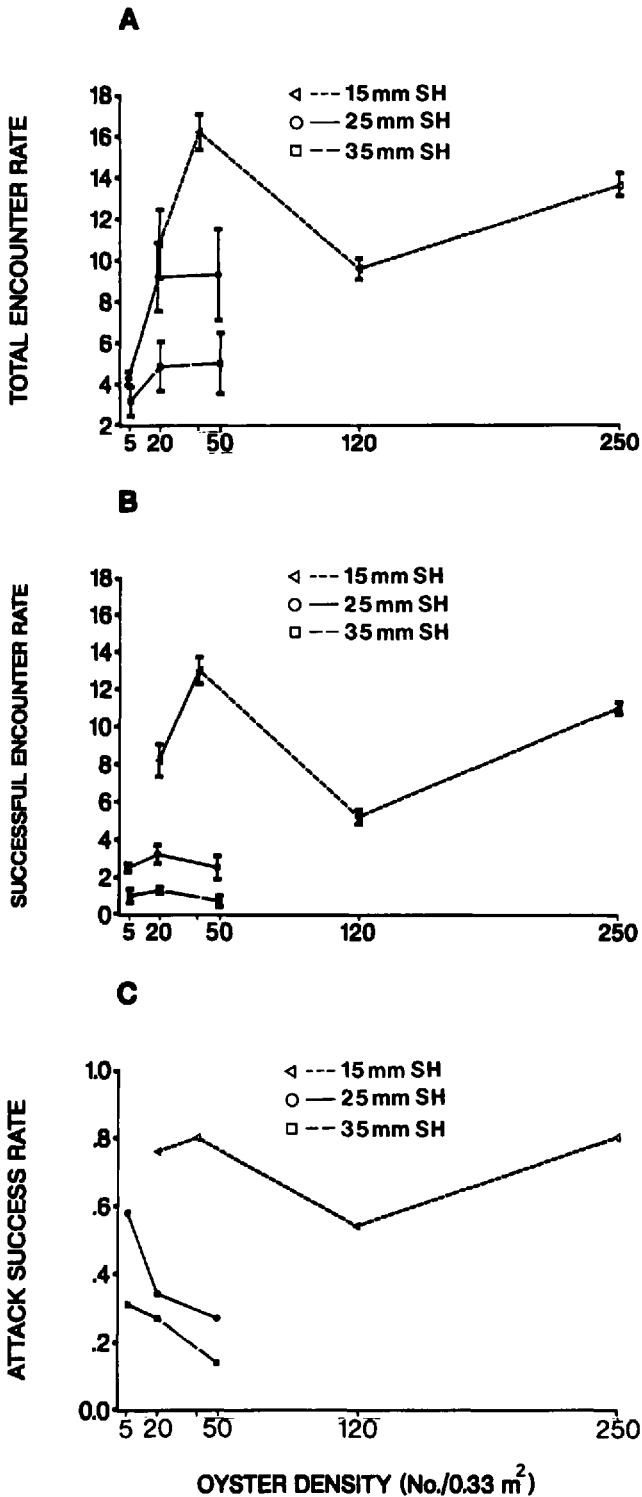 A
TOTAL ENCOUNTER RATE
18
16
14
12
10
8
6
4
2
15 mm SH
25 mm SH
35 mm SH
5 20 50 120 250
B
SUCCESSFUL ENCOUNTER RATE
18
16
14
12
10
8
6
4
2
0
15 mm SH
25 mm SH
35 mm SH
5 20 50 120 250
C
ATTACK SUCCESS RATE
1.0
.8
.6
.4
.2
0.0
15 mm SH
25 mm SH
35 mm SH
5 20 50 120 250
OYSTER DENSITY (No./0.33 m²)